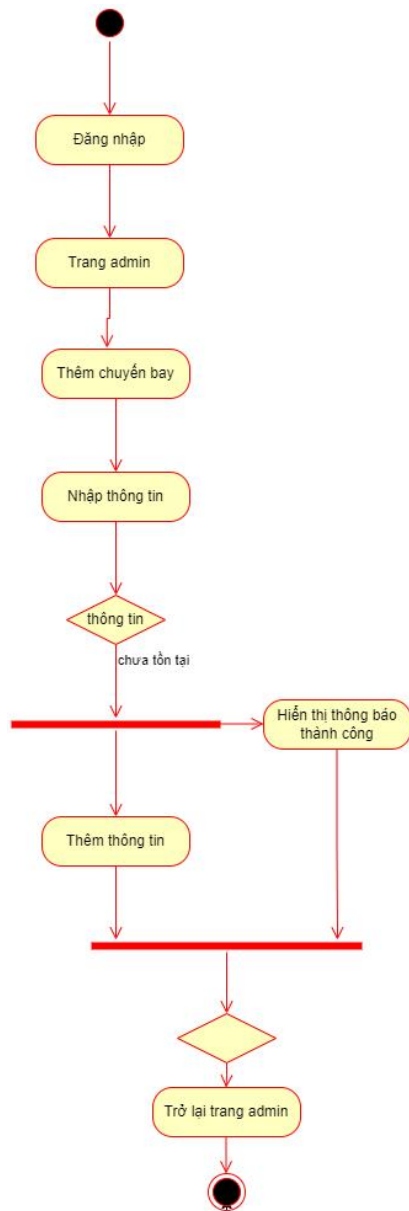 Đăng nhập
Trang admin
Thêm chuyến bay
Nhập thông tin
thông tin
chưa tồn tại
Hiển thị thông báo
thành công
Thêm thông tin
Trở lại trang admin